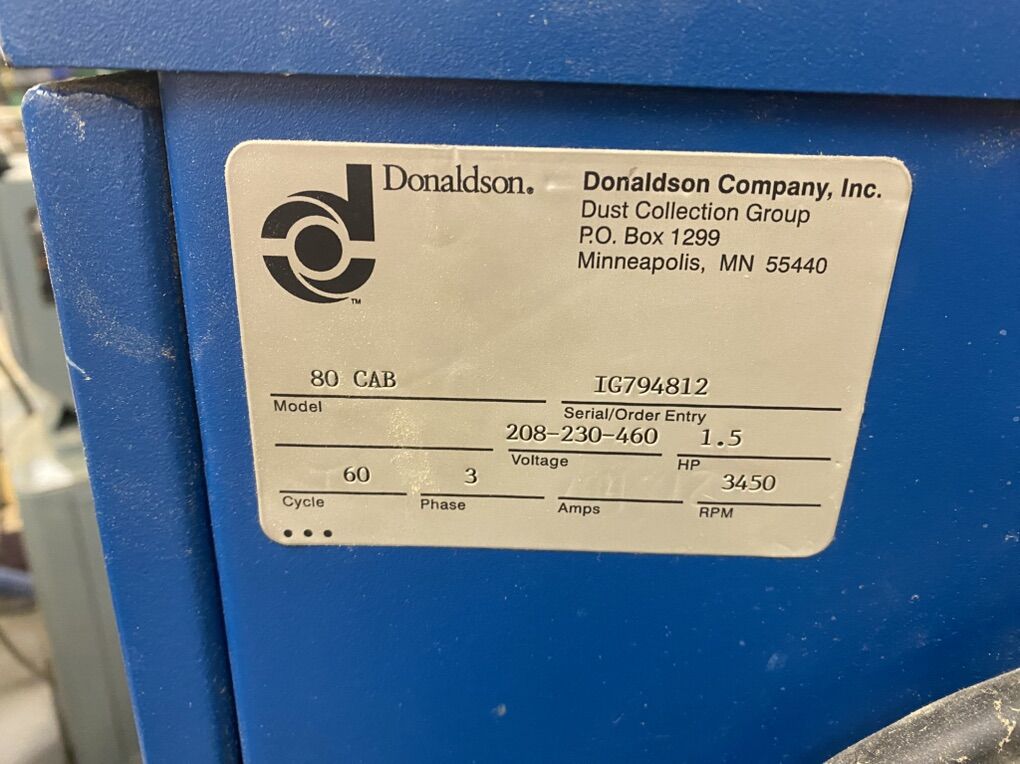 Donaldson.
™
Donaldson Company, Inc.
Dust Collection Group
P.O. Box 1299
Minneapolis, MN 55440
80 CAB
Model
IG794812
Serial/Order Entry
208-230-460
Voltage
1.5
HP
60
Cycle
3
Phase
Amps
3450
RPM